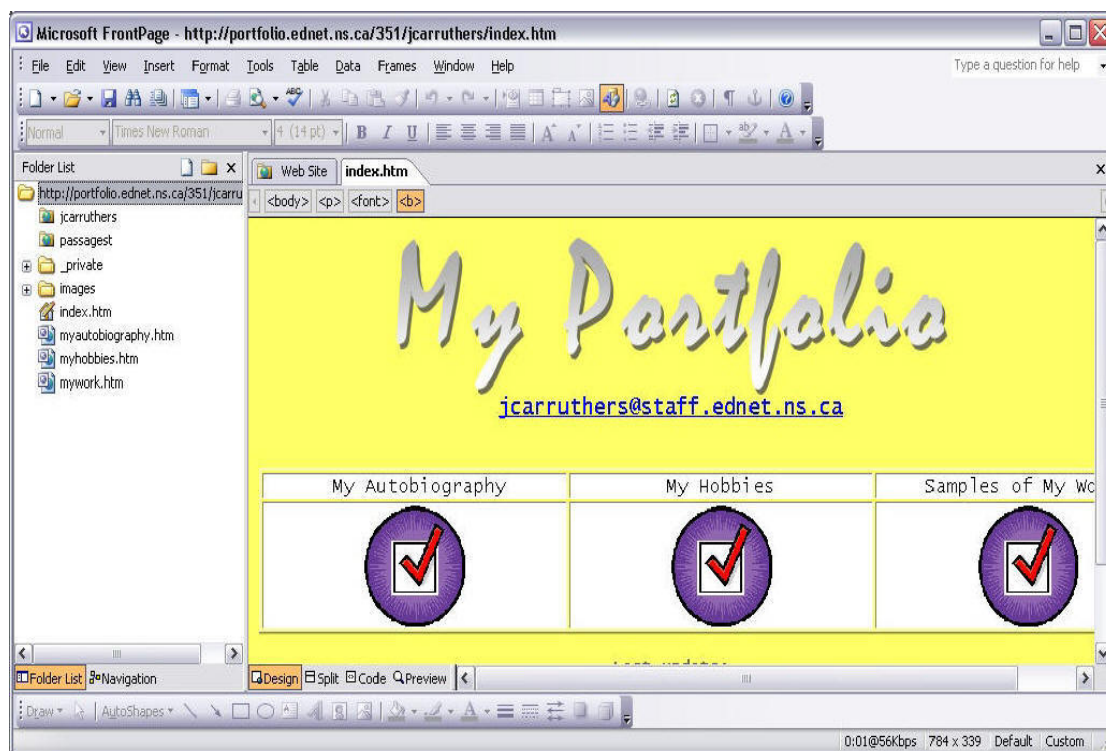 Microsoft FrontPage - http://portfolio.ednet.ns.ca/351/jcarruthers/index.htm
File Edit View Insert Format Tools Table Data Frames Window Help Type a question for help
ABC
Normal Times New Roman 4 (14 pt) B I U A A ab A
Folder List Web Site index.htm
http://portfolio.ednet.ns.ca/351/jcarru <body> <p> <font> <b>
jcarruthers
passagest
_private
images
index.htm
myautobiography.htm
myhobbies.htm
mywork.htm
My Portfolio
jcarruthers@staff.ednet.ns.ca
My Autobiography My Hobbies Samples of My Wo
Folder List Navigation Design Split Code Preview
Draw AutoShapes A A
0:01@56Kbps 784 x 339 Default Custom